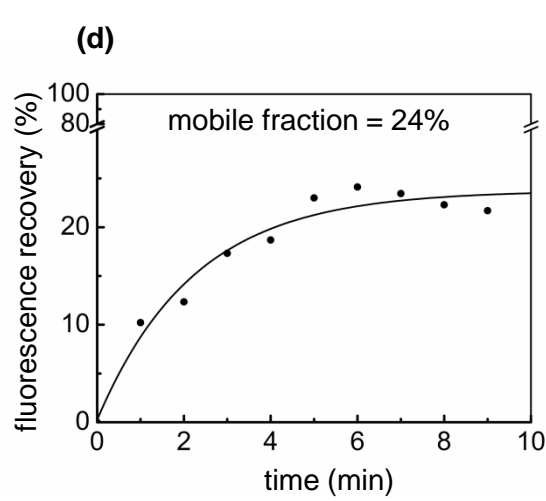 (d)
mobile fraction = 24%
fluorescence recovery (%)
100
80
20
10
0
0 2 4 6 8 10
time (min)